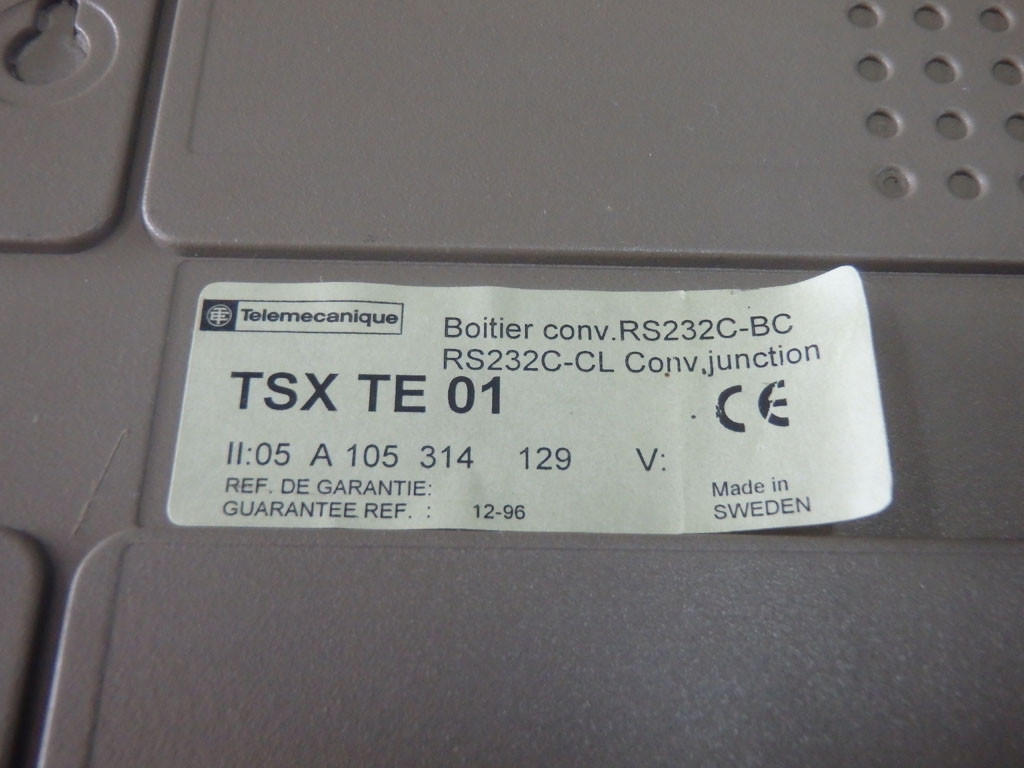 Telemecanique
Boitier conv.RS232C-BC
RS232C-CL Conv.junction
TSX TE 01
CE
II:05 A 105 314 129 V:
REF. DE GARANTIE:
GUARANTEE REF. : 12-96
Made in
SWEDEN